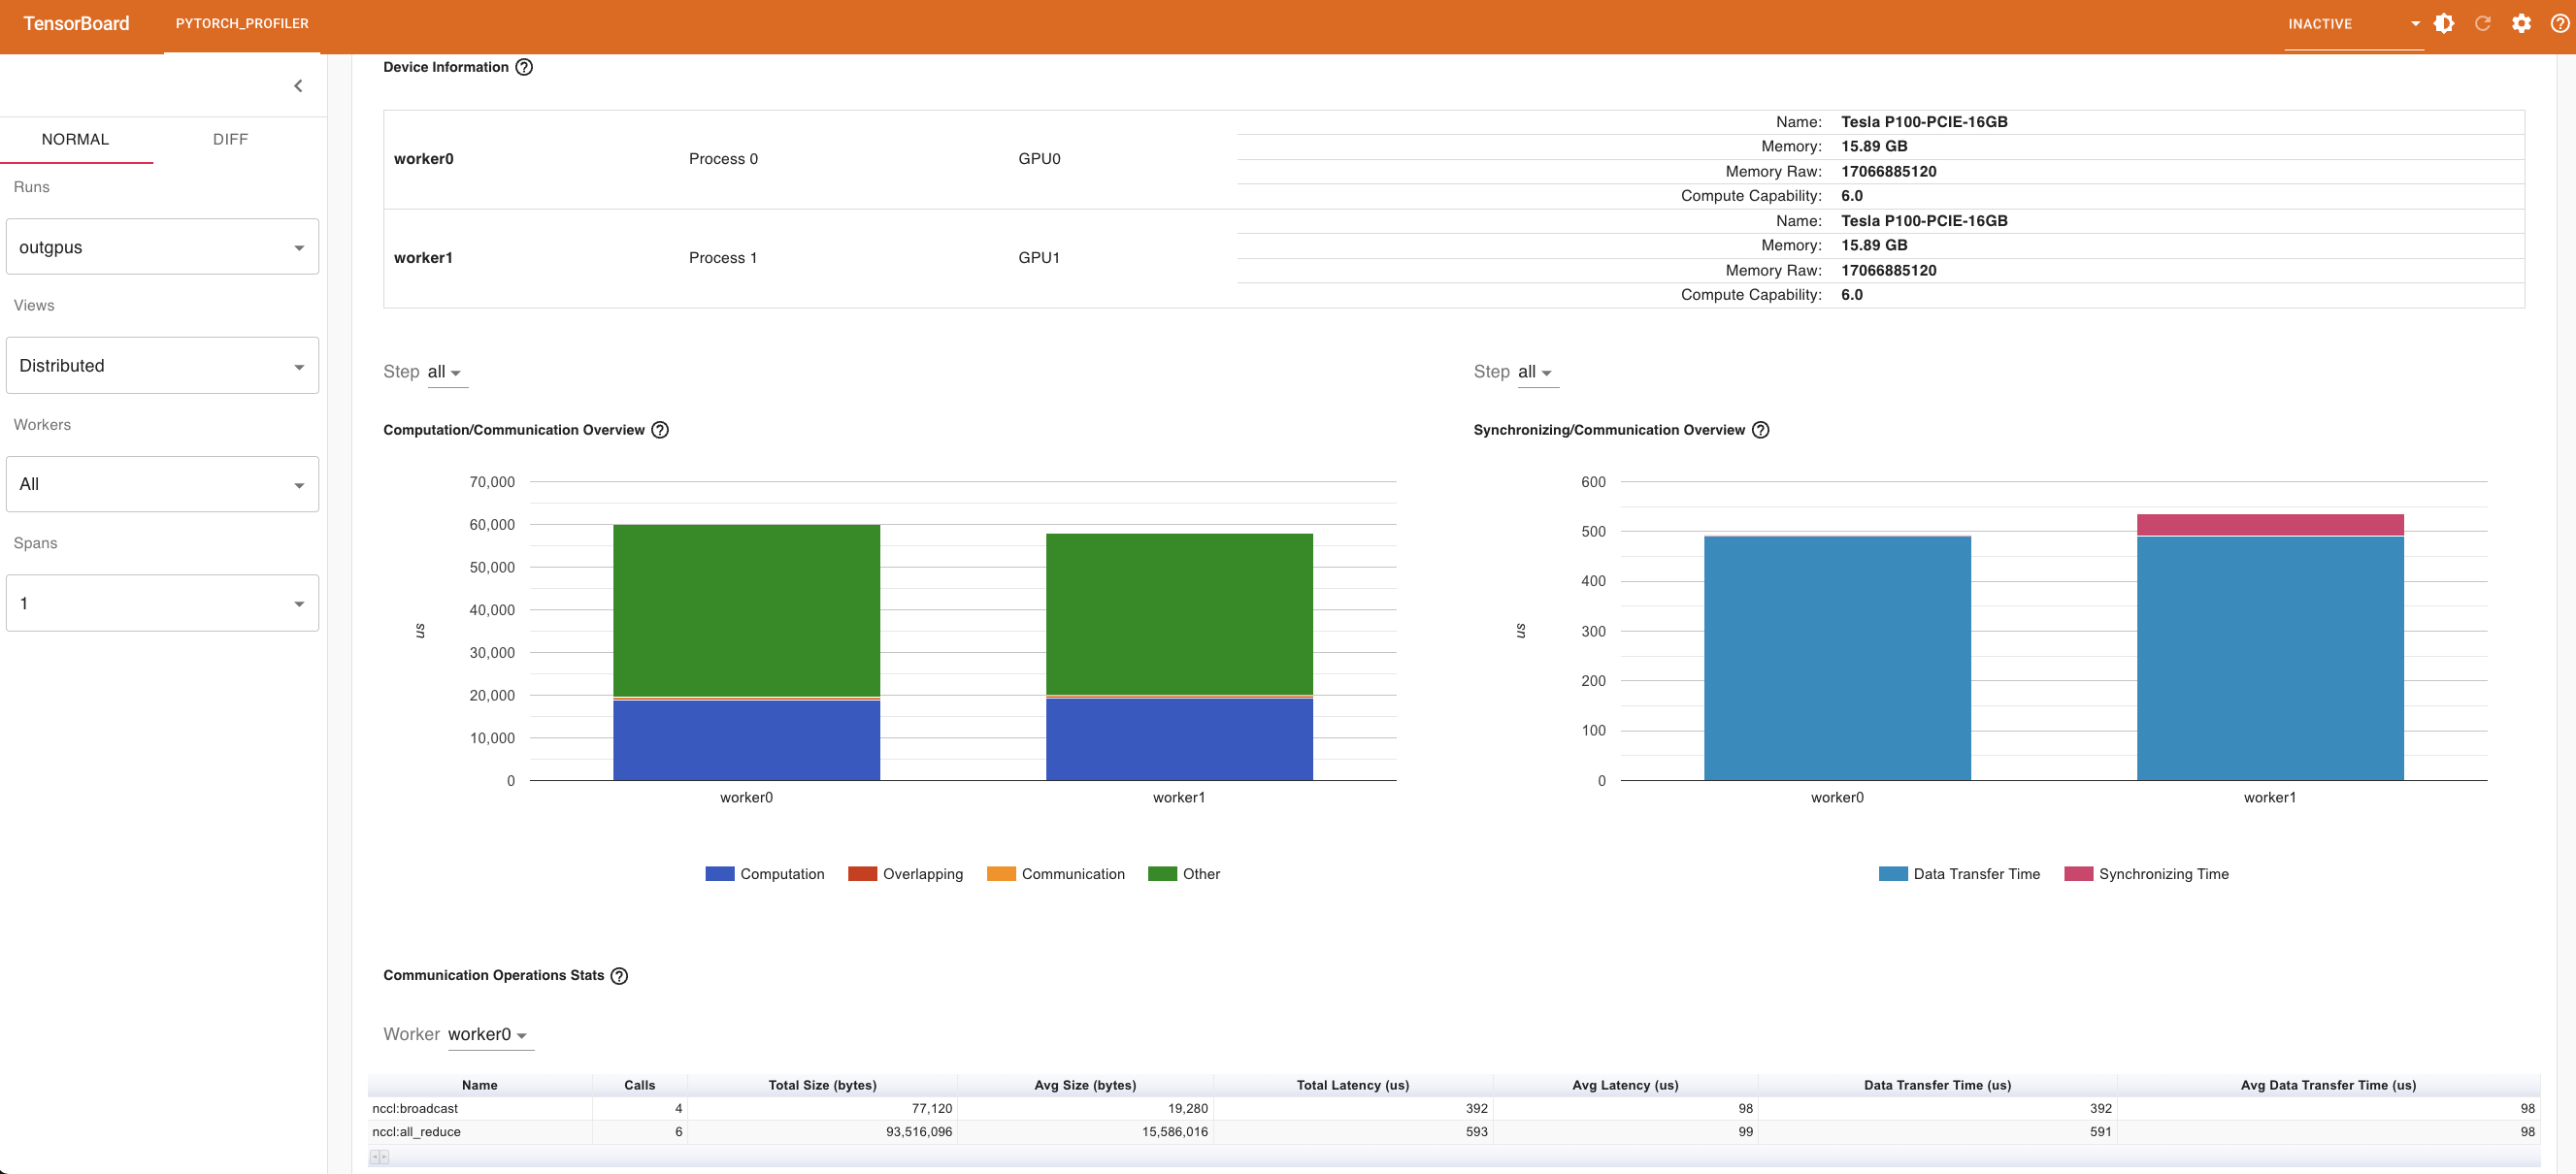 TensorBoard PYTORCH_PROFILER INACTIVE
NORMAL DIFF
Runs
outgpus
Views
Distributed
Workers
All
Spans
1
Device Information
worker0 Process 0 GPU0
Name: Tesla P100-PCIE-16GB
Memory: 15.89 GB
Memory Raw: 17066885120
Compute Capability: 6.0
worker1 Process 1 GPU1
Name: Tesla P100-PCIE-16GB
Memory: 15.89 GB
Memory Raw: 17066885120
Compute Capability: 6.0
Step all
Computation/Communication Overview
70,000
60,000
50,000
40,000
30,000
20,000
10,000
0
us
worker0 worker1
Computation Overlapping Communication Other
Step all
Synchronizing/Communication Overview
600
500
400
300
200
100
0
us
worker0 worker1
Data Transfer Time Synchronizing Time
Communication Operations Stats
Worker worker0
Name Calls Total Size (bytes) Avg Size (bytes) Total Latency (us) Avg Latency (us) Data Transfer Time (us) Avg Data Transfer Time (us)
nccl:broadcast 4 77,120 19,280 392 98 392 98
nccl:all_reduce 6 93,516,096 15,586,016 593 99 591 98